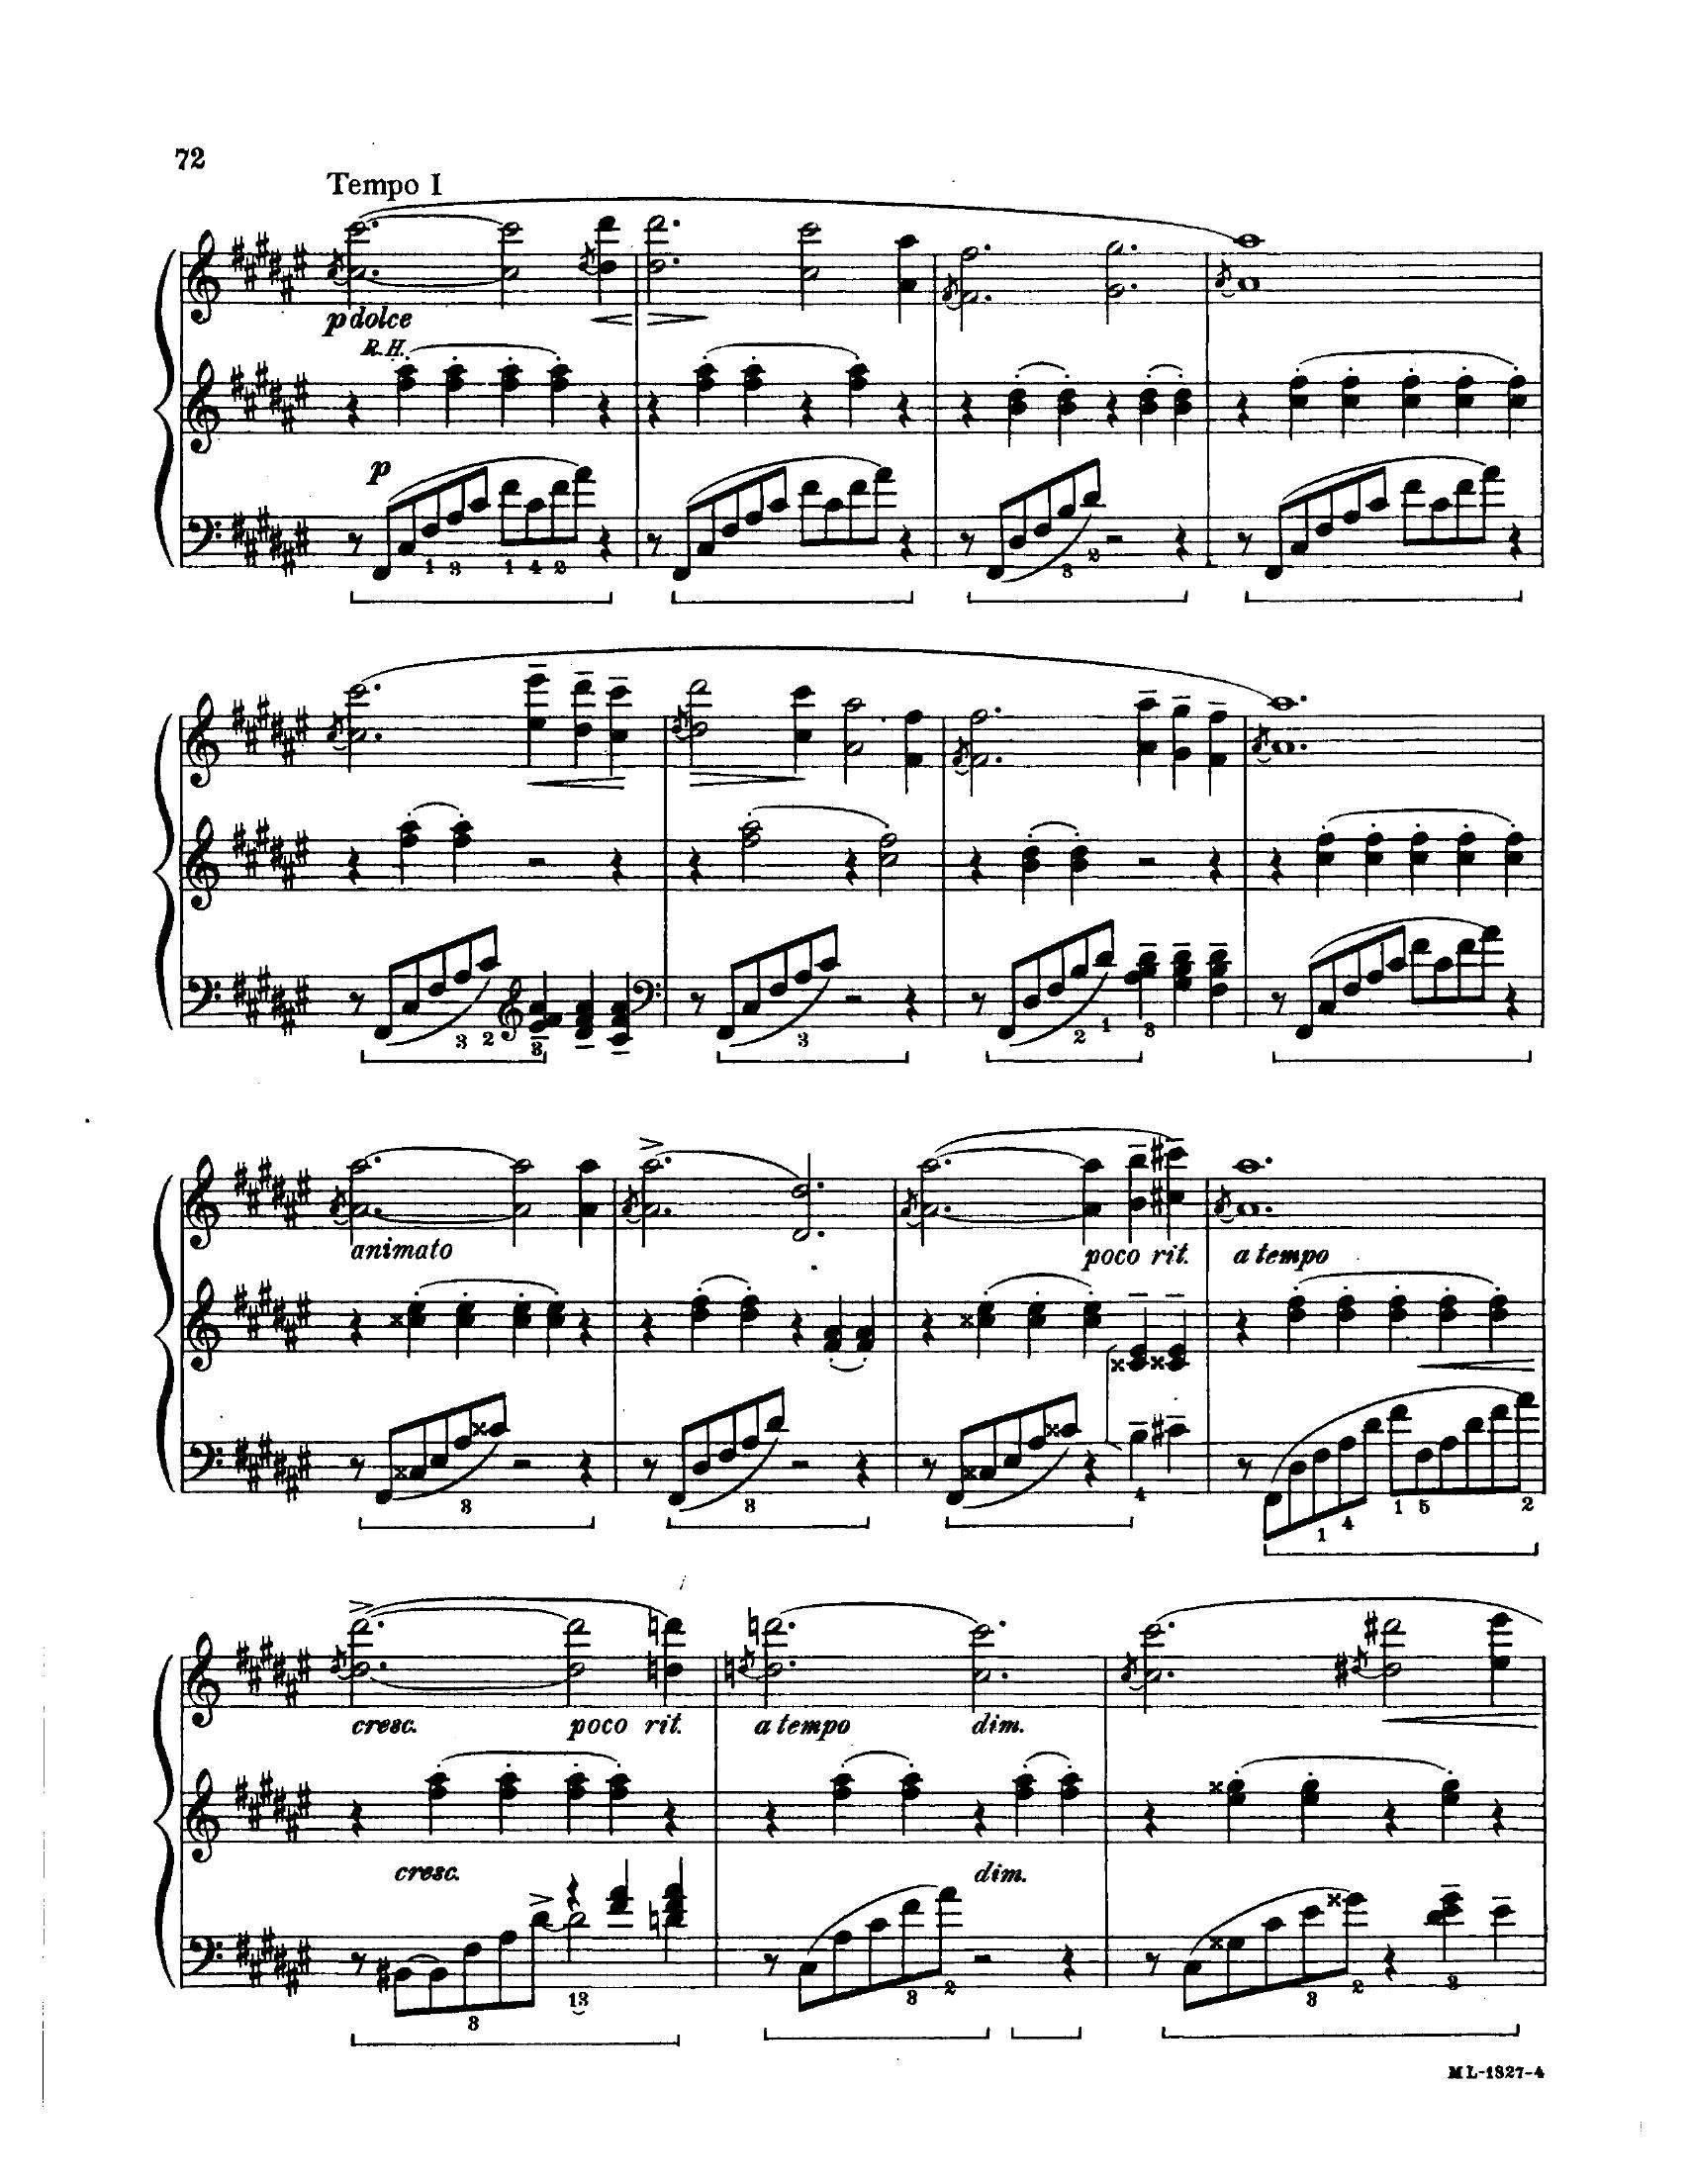 72
Tempo I
p dolce
R.H.
p
1 3 1 4 2
3 2
3 2 3
3
2 1 3
animato
poco rit.
a tempo
3
3
4
1 4 1 5 2
cresc.
poco rit.
a tempo
dim.
cresc.
dim.
3 13
3 2
3 2 3
ML-1827-4